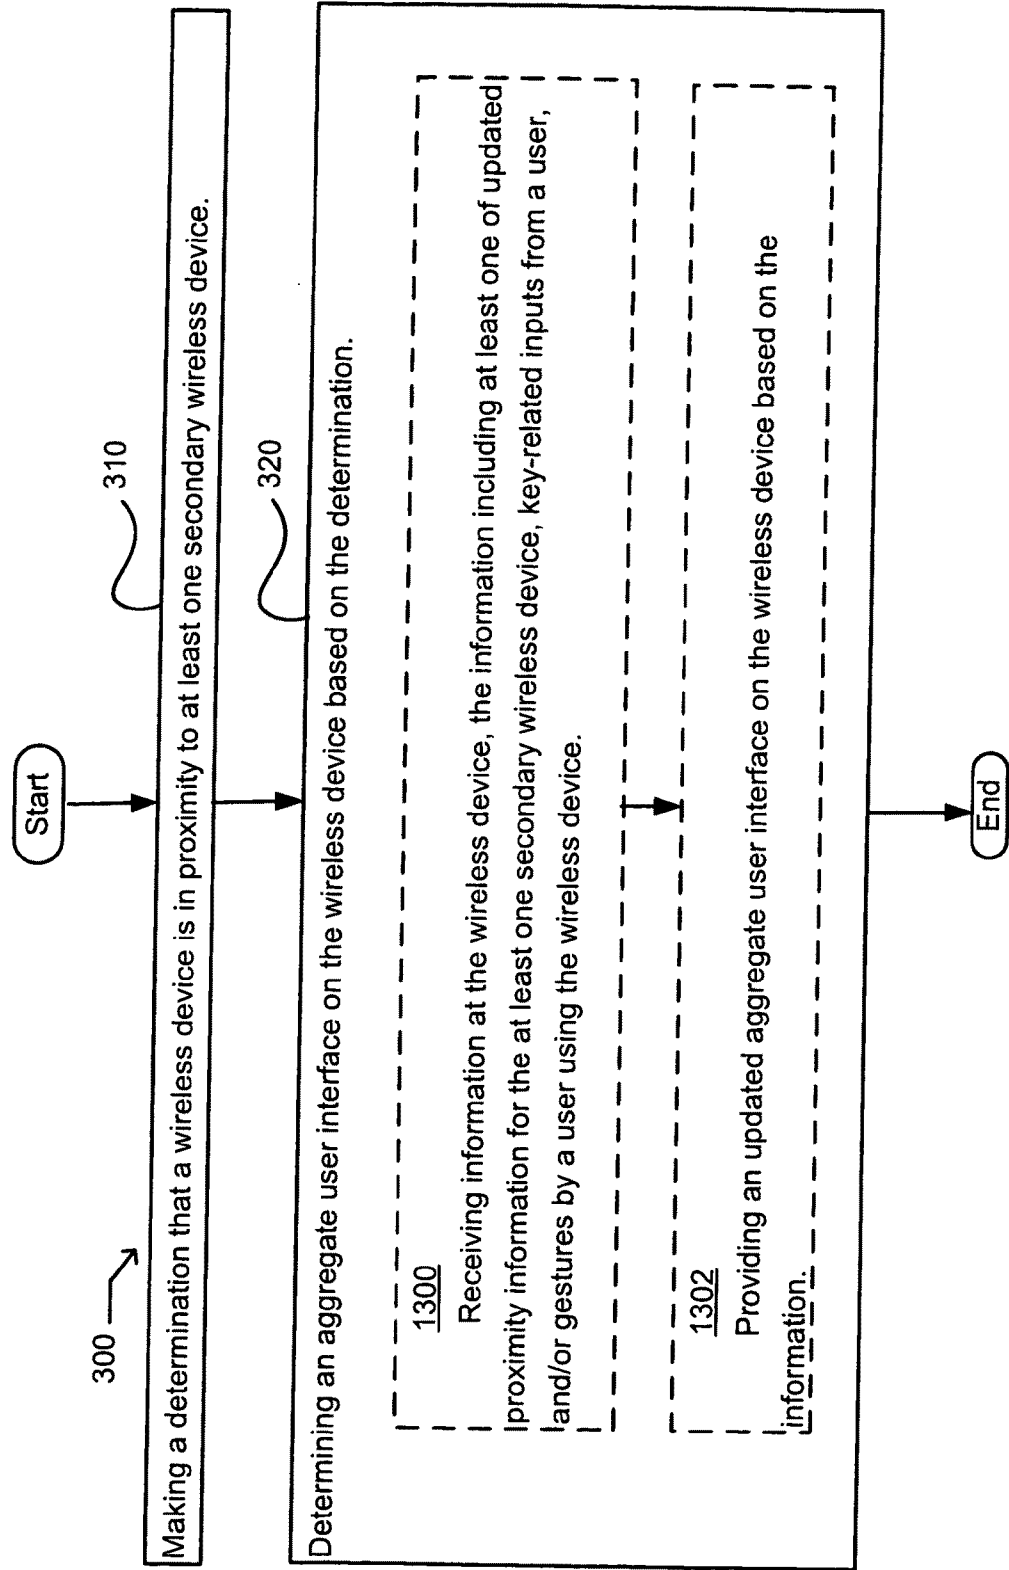 300
Start
310
Making a determination that a wireless device is in proximity to at least one secondary wireless device.
320
Determining an aggregate user interface on the wireless device based on the determination.
1300
Receiving information at the wireless device, the information including at least one of updated
proximity information for the at least one secondary wireless device, key-related inputs from a user,
and/or gestures by a user using the wireless device.
1302
Providing an updated aggregate user interface on the wireless device based on the
information.
End